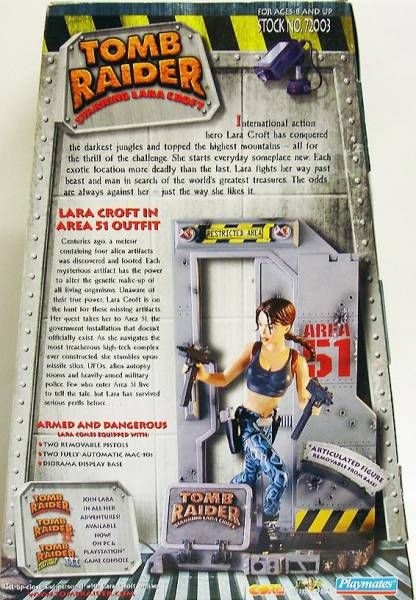 FOR AGES 8 AND UP
STOCK NO. 72003
TOMB
RAIDER
STARRING LARA CROFT
International action
hero Lara Croft has conquered
the darkest jungles and topped the highest mountains – all for
the thrill of the challenge. She starts everyday someplace new. Each
exotic location more deadly than the last, Lara fights her way past
beast and man in search of the world's greatest treasures. The odds
are always against her – just the way she likes it.
LARA CROFT IN
AREA 51 OUTFIT
Centuries ago, a meteor
containing four alien artifacts
was discovered and looted. Each
mysterious artifact has the power
to alter the genetic make-up of
all living organisms. Unaware of
their true power, Lara Croft is on
the hunt for these missing artifacts.
Her quest takes her to Area 51, the
government installation that doesn't
officially exist. As she navigates the
most treacherous high-tech complex
ever constructed, she stumbles upon
missile silos, UFOs, alien autopsy
rooms and heavily-armed military
police. Few who enter Area 51 live
to tell the tale, but Lara has survived
serious perils before.
ARMED AND DANGEROUS
LARA COMES EQUIPPED WITH:
• TWO REMOVABLE PISTOLS
• TWO FULLY-AUTOMATIC MAC-10s
• DIORAMA DISPLAY BASE
RESTRICTED AREA
AREA
51
*ARTICULATED FIGURE
REMOVABLE FROM BASE!
TOMB
RAIDER
STARRING LARA CROFT
TOMB
RAIDER
JOIN LARA
IN ALL HER
ADVENTURES!
AVAILABLE
NOW!
ON PC &
PLAYSTATION
GAME CONSOLE
Playmates